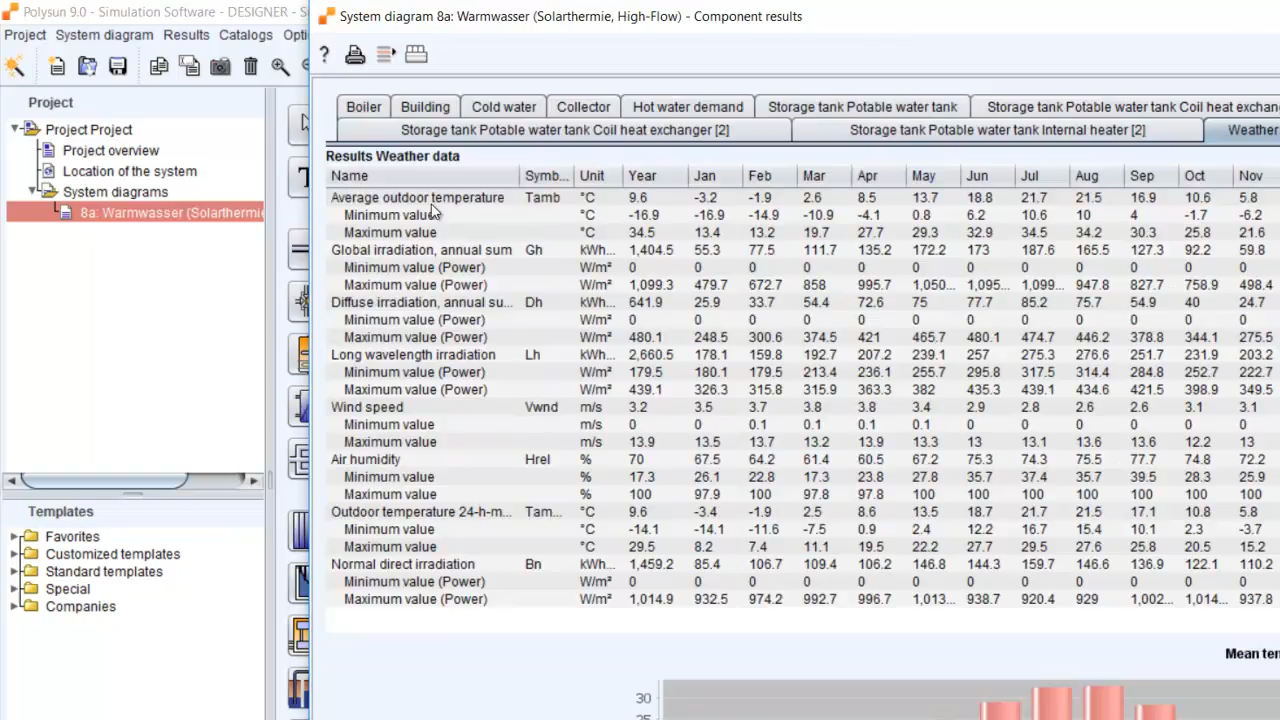 Polysun 9.0 - Simulation Software - DESIGNER - S
System diagram 8a: Warmwasser (Solarthermie, High-Flow) - Component results
Project System diagram Results Catalogs Opti
?
Project
Project Project
Project overview
Location of the system
System diagrams
8a: Warmwasser (Solarthermie
Templates
Favorites
Customized templates
Standard templates
Special
Companies
Boiler Building Cold water Collector Hot water demand Storage tank Potable water tank Storage tank Potable water tank Coil heat exchan
Storage tank Potable water tank Coil heat exchanger [2] Storage tank Potable water tank Internal heater [2] Weather
Results Weather data
Name Symb... Unit Year Jan Feb Mar Apr May Jun Jul Aug Sep Oct Nov
Average outdoor temperature Tamb °C 9.6 -3.2 -1.9 2.6 8.5 13.7 18.8 21.7 21.5 16.9 10.6 5.8
Minimum value °C -16.9 -16.9 -14.9 -10.9 -4.1 0.8 6.2 10.6 10 4 -1.7 -6.2
Maximum value °C 34.5 13.4 13.2 19.7 27.7 29.3 32.9 34.5 34.2 30.3 25.8 21.6
Global irradiation, annual sum Gh kWh... 1,404.5 55.3 77.5 111.7 135.2 172.2 173 187.6 165.5 127.3 92.2 59.8
Minimum value (Power) W/m² 0 0 0 0 0 0 0 0 0 0 0 0
Maximum value (Power) W/m² 1,099.3 479.7 672.7 858 995.7 1,050... 1,095... 1,099... 947.8 827.7 758.9 498.4
Diffuse irradiation, annual su... Dh kWh... 641.9 25.9 33.7 54.4 72.6 75 77.7 85.2 75.7 54.9 40 24.7
Minimum value (Power) W/m² 0 0 0 0 0 0 0 0 0 0 0 0
Maximum value (Power) W/m² 480.1 248.5 300.6 374.5 421 465.7 480.1 474.7 446.2 378.8 344.1 275.5
Long wavelength irradiation Lh kWh... 2,660.5 178.1 159.8 192.7 207.2 239.1 257 275.3 276.6 251.7 231.9 203.2
Minimum value (Power) W/m² 179.5 180.1 179.5 213.4 236.1 255.7 295.8 317.5 314.4 284.8 252.7 222.7
Maximum value (Power) W/m² 439.1 326.3 315.8 315.9 363.3 382 435.3 439.1 434.6 421.5 398.9 349.5
Wind speed Vwnd m/s 3.2 3.5 3.7 3.8 3.8 3.4 2.9 2.8 2.6 2.6 3.1 3.1
Minimum value m/s 0 0 0.1 0.1 0.1 0.1 0 0 0 0 0 0
Maximum value m/s 13.9 13.5 13.7 13.2 13.9 13.3 13 13.1 13.6 13.6 12.2 13
Air humidity Hrel % 70 67.5 64.2 61.4 60.5 67.2 75.3 74.3 75.5 77.7 74.8 72.2
Minimum value % 17.3 26.1 22.8 17.3 23.8 27.8 35.7 37.4 35.7 39.5 28.3 25.9
Maximum value % 100 97.9 100 97.8 97.8 100 100 100 100 100 100 100
Outdoor temperature 24-h-m... Tam... °C 9.6 -3.4 -1.9 2.5 8.6 13.5 18.7 21.7 21.5 17.1 10.8 5.8
Minimum value °C -14.1 -14.1 -11.6 -7.5 0.9 2.4 12.2 16.7 15.4 10.1 2.3 -3.7
Maximum value °C 29.5 8.2 7.4 11.1 19.5 22.2 27.7 29.5 27.6 25.8 20.5 15.2
Normal direct irradiation Bn kWh... 1,459.2 85.4 106.7 109.4 106.2 146.8 144.3 159.7 146.6 136.9 122.1 110.2
Minimum value (Power) W/m² 0 0 0 0 0 0 0 0 0 0 0 0
Maximum value (Power) W/m² 1,014.9 932.5 974.2 992.7 996.7 1,013... 938.7 920.4 929 1,002... 1,014... 937.8
Mean ten
30